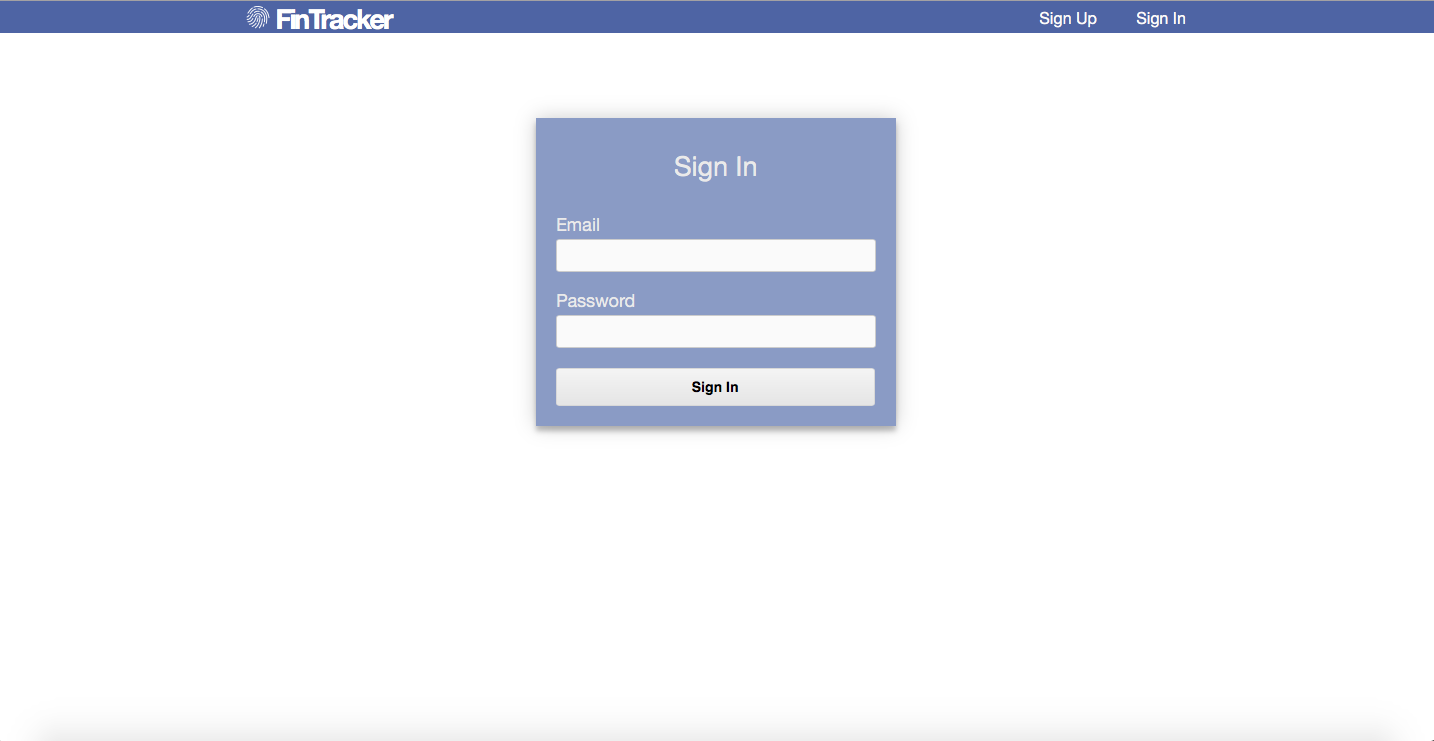 FinTracker Sign Up Sign In
Sign In
Email
Password
Sign In